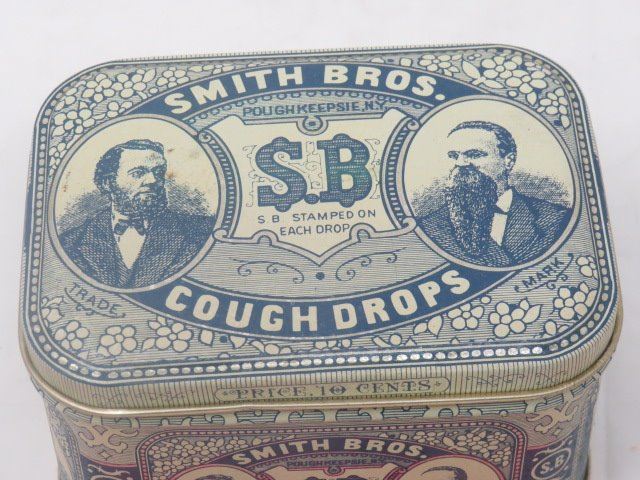 SMITH BROS.
POUGHKEEPSIE, N.Y.
S.B
S B STAMPED ON
EACH DROP
TRADE
MARK
COUGH DROPS
PRICE, 10 CENTS
SMITH BROS.
POUGHKEEPSIE, N.Y.
S.B